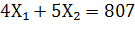 4X₁ + 5X₂ = 807